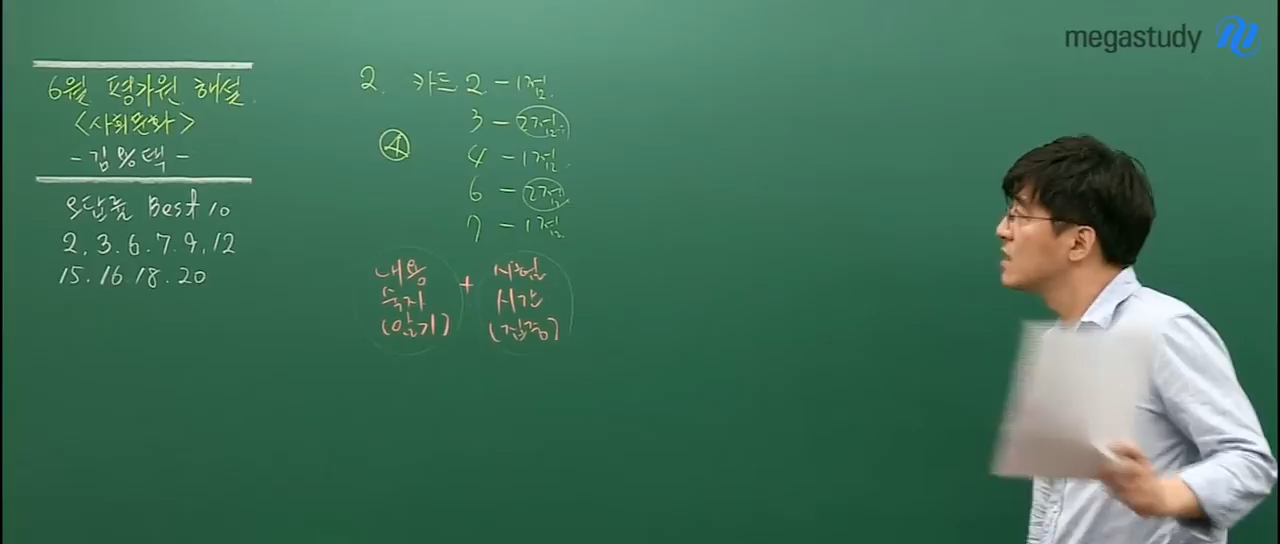 megastudy
6월 평가원 해설
<사회문화>
-김용택-
오답률 Best 10
2, 3. 6. 7. 9, 12
15. 16. 18. 20
2. 카드 2 - 1점.
3 - 2점.
④
4 - 1점.
6 - 2점
7 - 1점.
내용
숙지
(암기)
+
시험
시간
(집중)